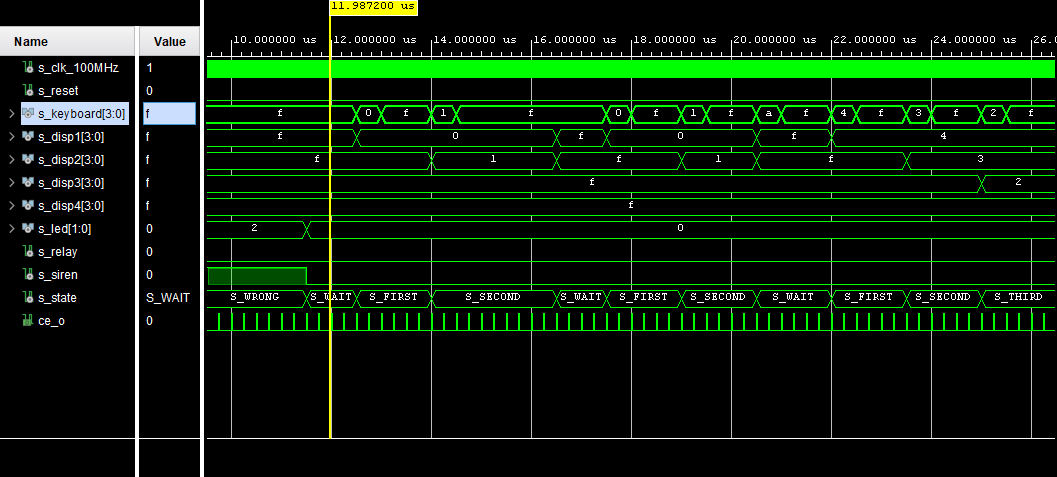 11.987200 us
Name Value 10.000000 us 12.000000 us 14.000000 us 16.000000 us 18.000000 us 20.000000 us 22.000000 us 24.000000 us 26.0
s_clk_100MHz 1
s_reset 0
s_keyboard[3:0] f f 0 f 1 f 0 f 1 f a f 4 f 3 f 2 f
s_disp1[3:0] f f 0 f 0 f 4
s_disp2[3:0] f f 1 f 1 f 3
s_disp3[3:0] f f 2
s_disp4[3:0] f f
s_led[1:0] 0 2 0
s_relay 0
s_siren 0
s_state S_WAIT S_WRONG S_WAIT S_FIRST S_SECOND S_WAIT S_FIRST S_SECOND S_WAIT S_FIRST S_SECOND S_THIRD
ce_o 0